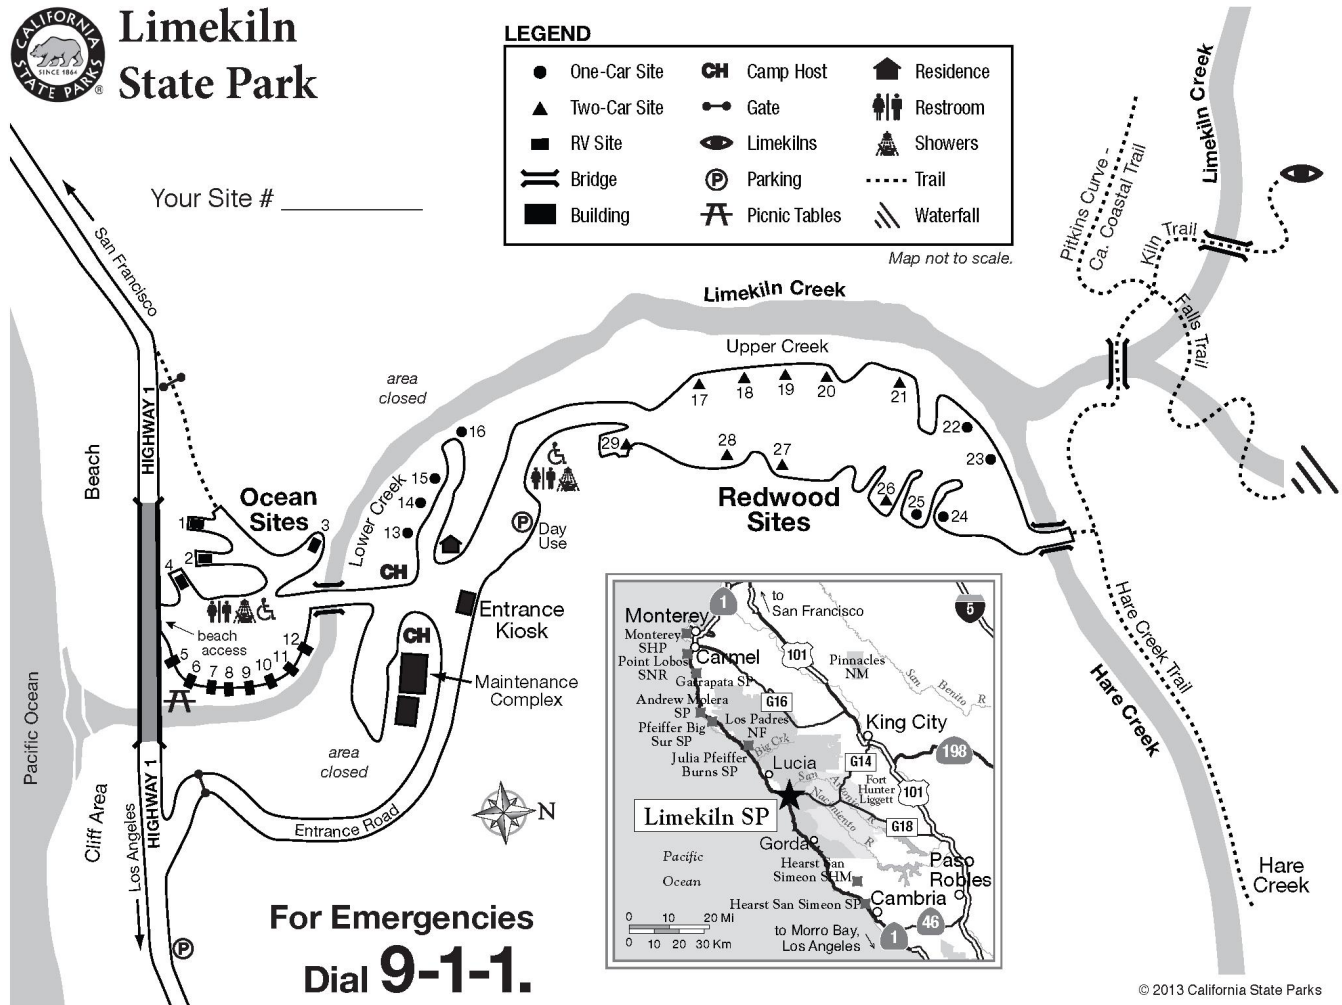 CALIFORNIA
STATE PARKS
SINCE 1864
®
Limekiln
State Park
Your Site # ____________
LEGEND
One-Car Site
Two-Car Site
RV Site
Bridge
Building
CH Camp Host
Gate
Limekilns
P Parking
Picnic Tables
Residence
Restroom
Showers
Trail
Waterfall
Map not to scale.
San Francisco
HIGHWAY 1
Beach
Pacific Ocean
Cliff Area
HIGHWAY 1
Los Angeles
P
area
closed
Ocean
Sites
1
2
3
4
5
6
7
8
9
10
11
12
beach
access
Lower Creek
13
14
15
16
CH
CH
Entrance
Kiosk
Maintenance
Complex
area
closed
Entrance Road
N
P
Day
Use
Limekiln Creek
Upper Creek
17
18
19
20
21
22
23
24
25
26
27
28
29
Redwood
Sites
Pitkins Curve -
Ca. Coastal Trail
Kiln Trail
Limekiln Creek
Falls Trail
Hare Creek Trail
Hare Creek
Hare
Creek
For Emergencies
Dial 9-1-1.
Monterey
1
to
San Francisco
5
Monterey
SHP
Point Lobos
SNR
Carmel
101
Garrapata SP
Pinnacles
NM
San Benito R
Andrew Molera
SP
G16
Pfeiffer Big
Sur SP
Los Padres
NF
King City
Big Crk
Julia Pfeiffer
Burns SP
Lucia
G14
198
San Antonio R
Fort
Hunter
Liggett
101
Nacimiento R
Limekiln SP
G18
Gorda
Pacific
Ocean
Hearst San
Simeon SHM
Paso
Robles
Hearst San Simeon SP
Cambria
46
0 10 20 Mi
0 10 20 30 Km
to Morro Bay,
Los Angeles
1
© 2013 California State Parks